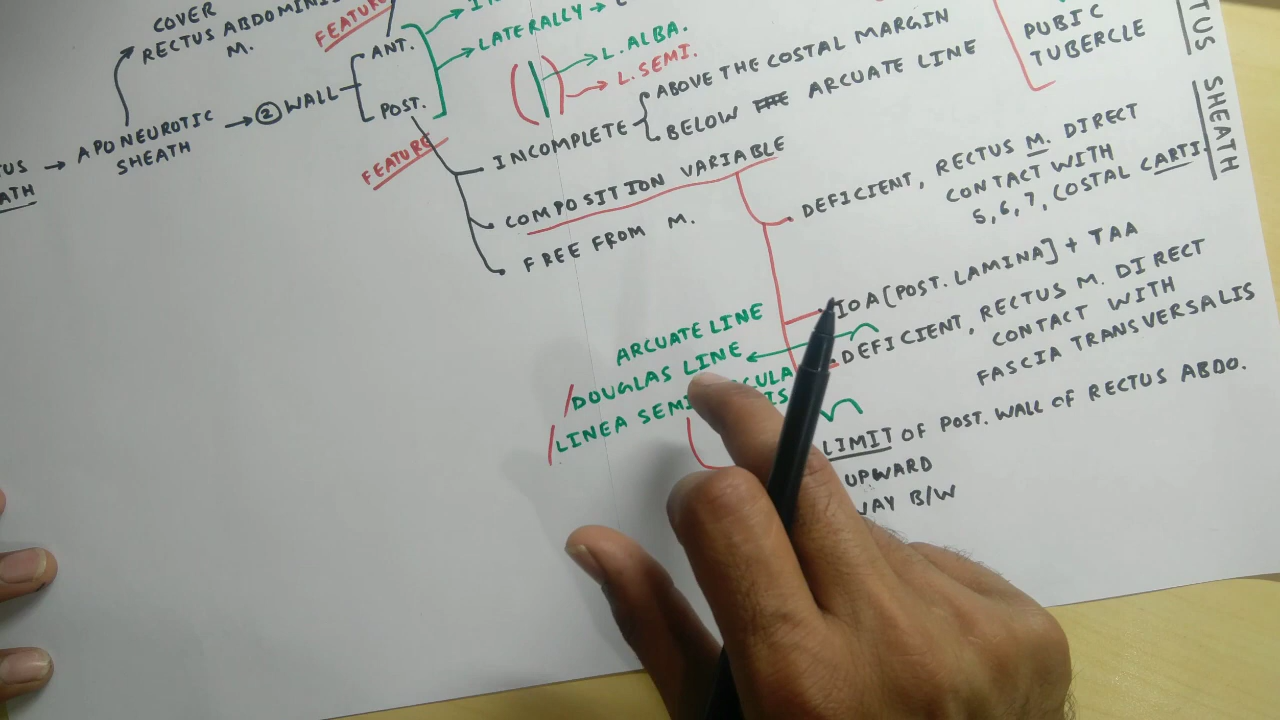 COVER
RECTUS ABDOMINIS
M.
FEATURE
ANT.
LATERALLY →
APONEUROTIC
SHEATH
→ ② WALL
POST.
L. ALBA.
L. SEMI.
FEATURE
INCOMPLETE
ABOVE THE COSTAL MARGIN
BELOW ARCUATE LINE
COMPOSITION VARIABLE
FREE FROM M.
PUBIC
TUBERCLE
SHEATH
DEFICIENT, RECTUS M. DIRECT
CONTACT WITH
5, 6, 7, COSTAL CARTI.
IOA [POST. LAMINA] + TAA
DEFICIENT, RECTUS M. DIRECT
CONTACT WITH
FASCIA TRANSVERSALIS
ARCUATE LINE
/DOUGLAS LINE
/LINEA
LIMIT OF POST. WALL OF RECTUS ABDO.
UPWARD
B/W